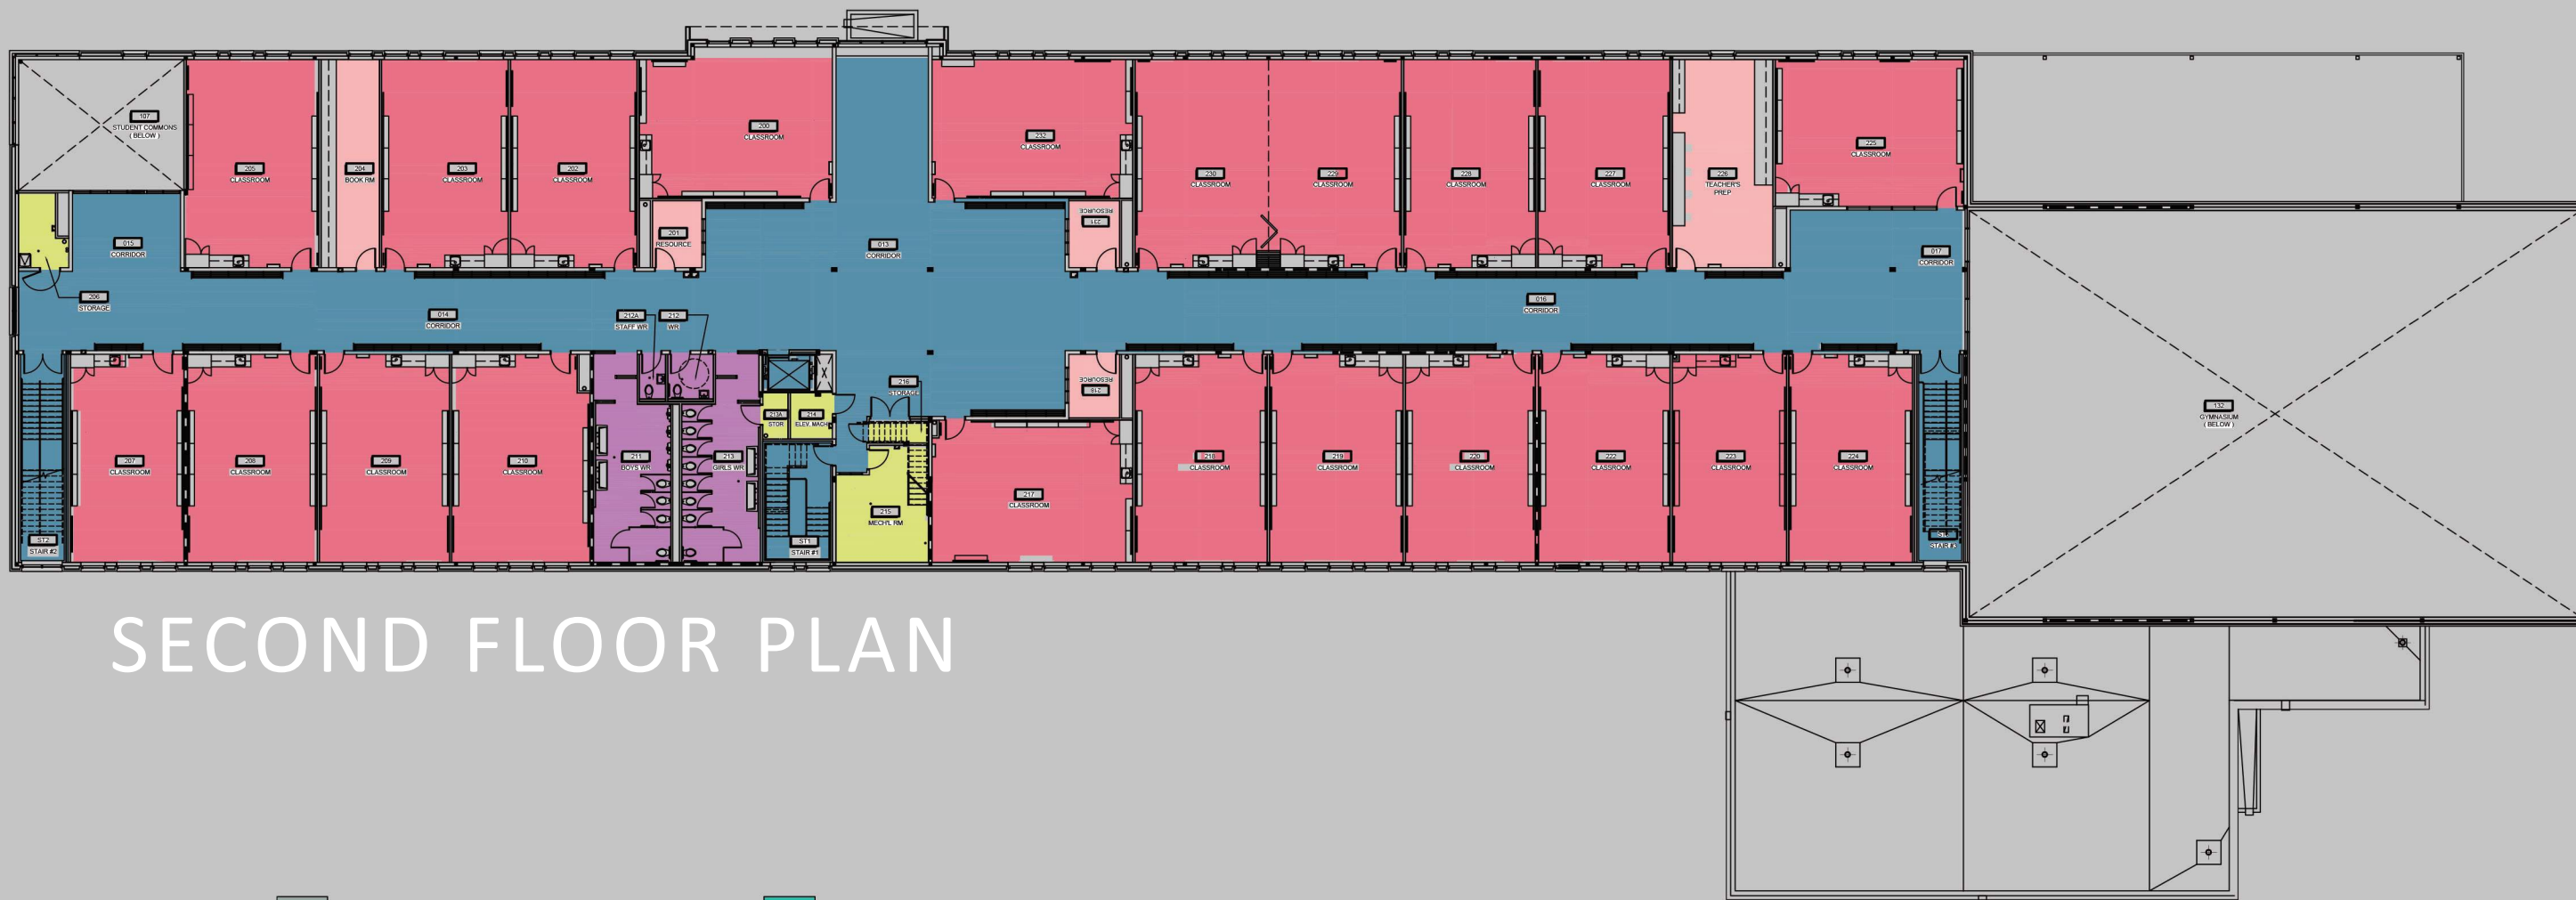 107
STUDENT COMMONS
( BELOW )
205
CLASSROOM
204
BOOK RM
203
CLASSROOM
202
CLASSROOM
200
CLASSROOM
232
CLASSROOM
230
CLASSROOM
229
CLASSROOM
228
CLASSROOM
227
CLASSROOM
226
TEACHER'S
PREP
225
CLASSROOM
201
RESOURCE
231
RESOURCE
015
CORRIDOR
013
CORRIDOR
017
CORRIDOR
206
STORAGE
014
CORRIDOR
212A
STAFF WR
212
WR
016
CORRIDOR
216
STORAGE
RESOURCE
213A
STOR
214
ELEV. MACH
207
CLASSROOM
208
CLASSROOM
209
CLASSROOM
210
CLASSROOM
211
BOYS WR
213
GIRLS WR
217
CLASSROOM
218
CLASSROOM
219
CLASSROOM
220
CLASSROOM
222
CLASSROOM
223
CLASSROOM
224
CLASSROOM
132
GYMNASIUM
( BELOW )
215
MECH'L RM
ST2
STAIR #2
ST1
STAIR #1
SECOND FLOOR PLAN